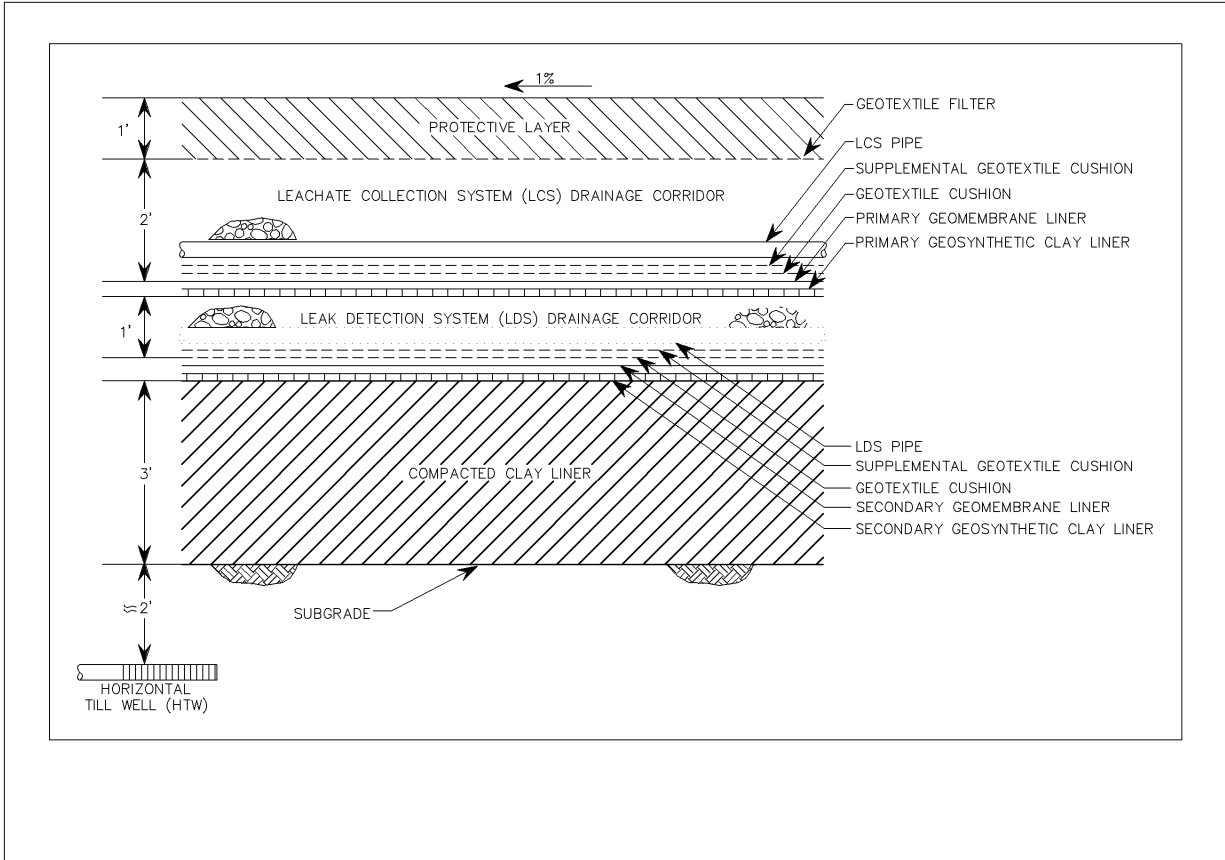 1%
GEOTEXTILE FILTER
1'
PROTECTIVE LAYER
LCS PIPE
SUPPLEMENTAL GEOTEXTILE CUSHION
LEACHATE COLLECTION SYSTEM (LCS) DRAINAGE CORRIDOR
GEOTEXTILE CUSHION
2'
PRIMARY GEOMEMBRANE LINER
PRIMARY GEOSYNTHETIC CLAY LINER
LEAK DETECTION SYSTEM (LDS) DRAINAGE CORRIDOR
1'
LDS PIPE
SUPPLEMENTAL GEOTEXTILE CUSHION
3'
COMPACTED CLAY LINER
GEOTEXTILE CUSHION
SECONDARY GEOMEMBRANE LINER
SECONDARY GEOSYNTHETIC CLAY LINER
≈2'
SUBGRADE
HORIZONTAL
TILL WELL (HTW)